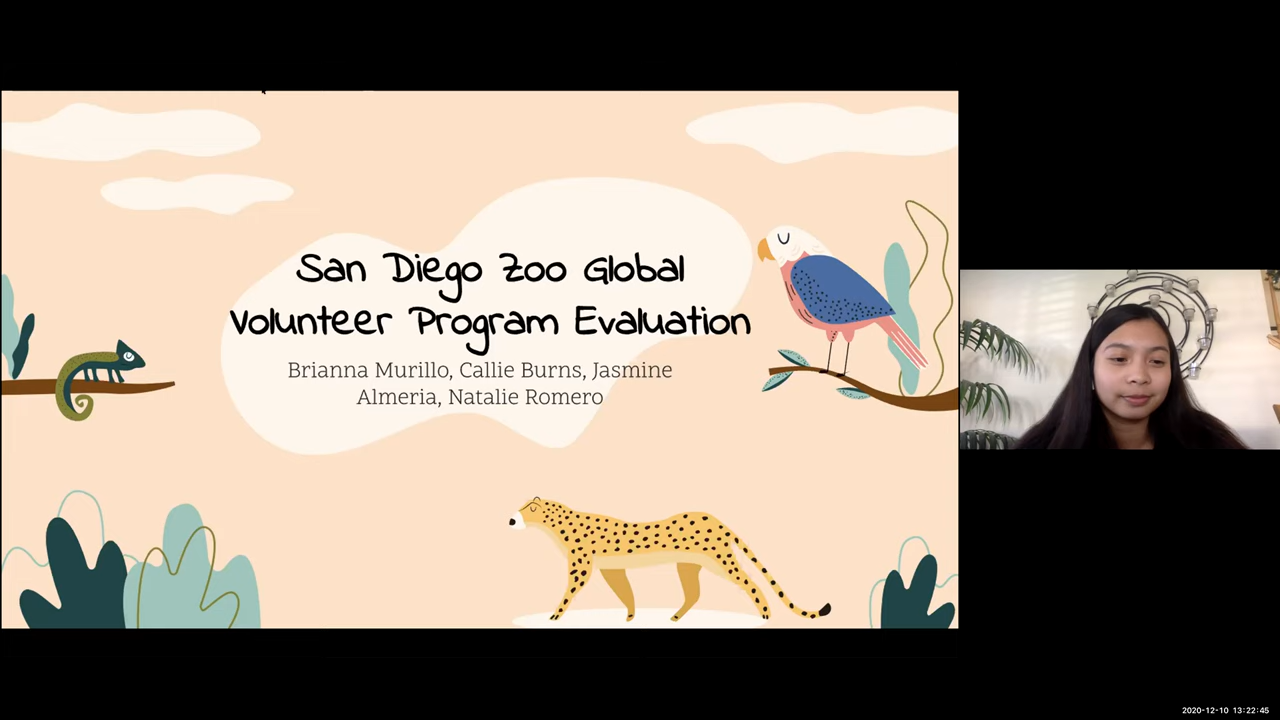 San Diego Zoo Global
Volunteer Program Evaluation
Brianna Murillo, Callie Burns, Jasmine
Almeria, Natalie Romero
2020-12-10 13:22:45